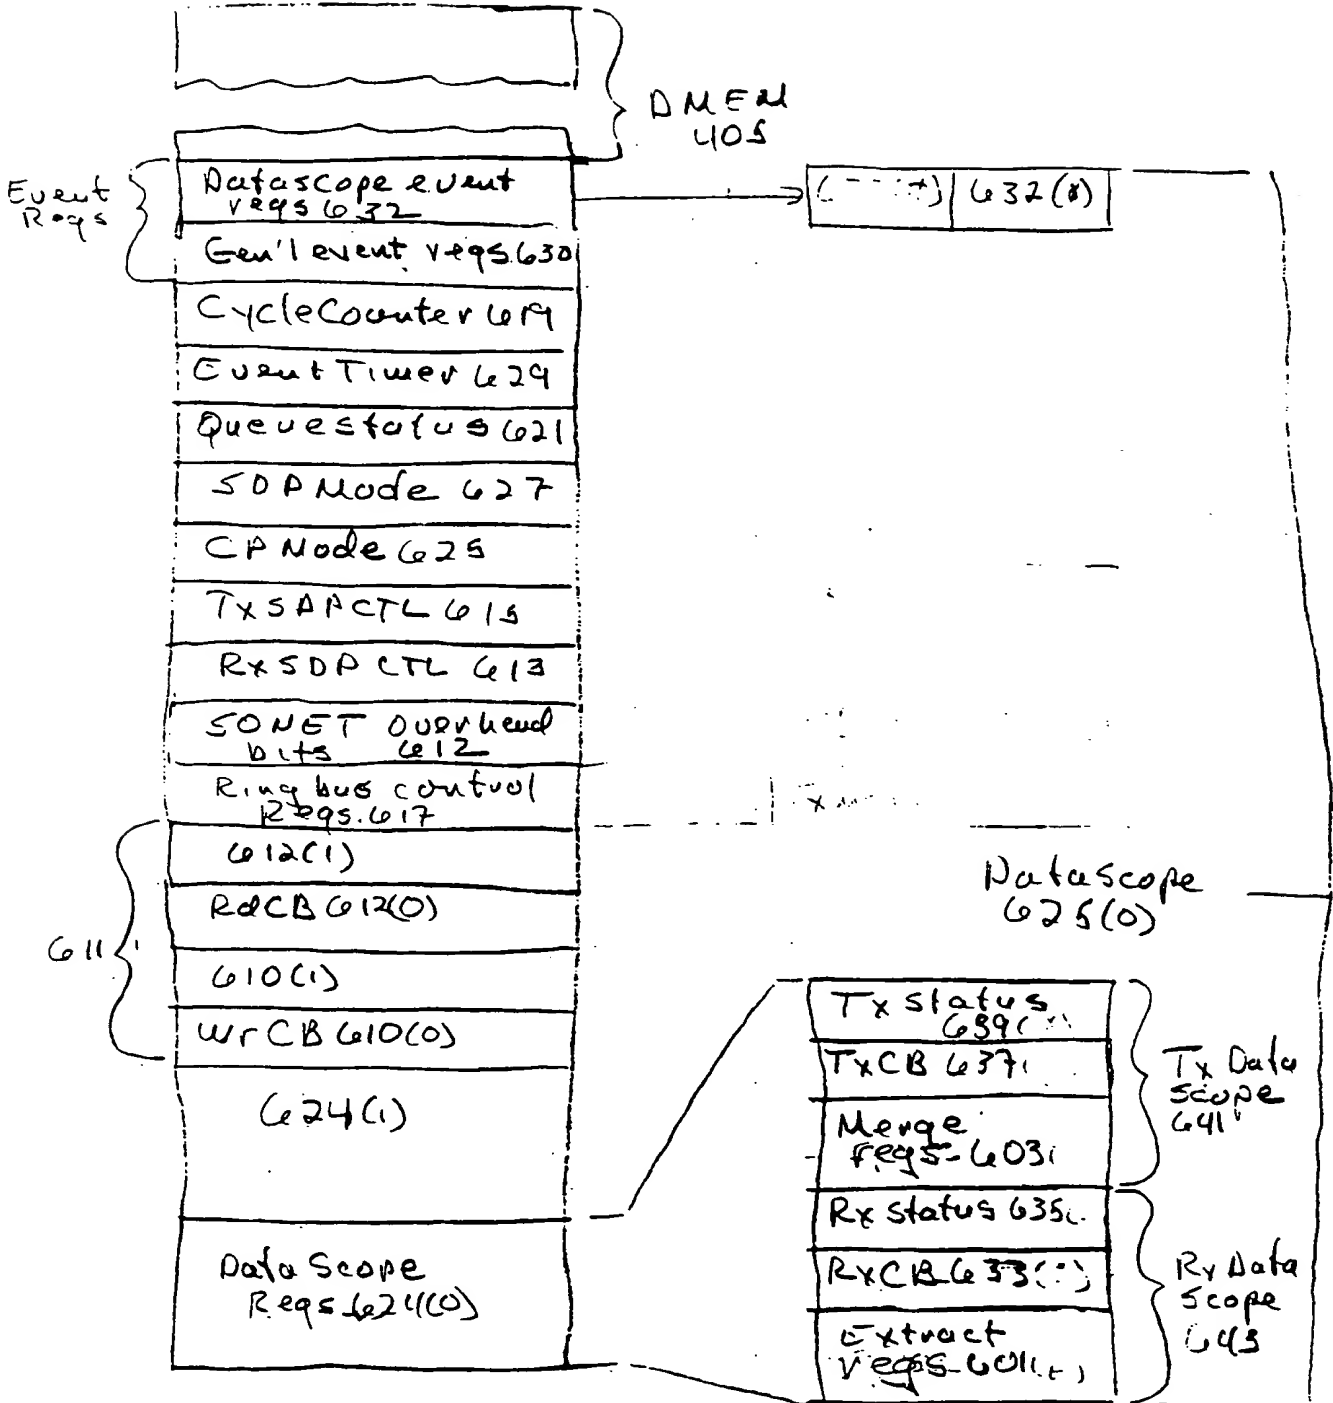 DMEM
405
Event
Regs
Datascope event
regs 632
632(0)
Gen'l event regs. 630
CycleCounter 619
EventTimer 629
Queuestatus 621
SDPMode 627
CPMode 625
TxSDPCTL 615
RxSDPCTL 613
SONET overhead
bits 612
Ring bus control
Regs. 617
611
612(1)
RdCB 612(0)
610(1)
WrCB 610(0)
624(1)
Data Scope
Regs 624(0)
DataScope
625(0)
Tx status
639
TxCB 637
Merge
regs 603
Tx Data
Scope
641
Rx status 635
RxCB 633
Extract
regs 601
Rx Data
Scope
643